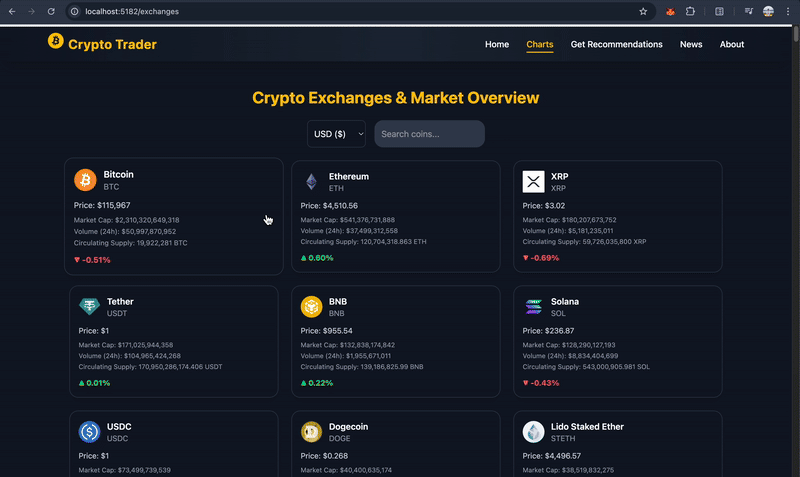 localhost:5182/exchanges
Crypto Trader
Home Charts Get Recommendations News About
Crypto Exchanges & Market Overview
USD ($)
Search coins...
Bitcoin
BTC
Price: $115,967
Market Cap: $2,310,320,649,318
Volume (24h): $50,997,870,952
Circulating Supply: 19,922,281 BTC
-0.51%
Ethereum
ETH
Price: $4,510.56
Market Cap: $541,376,731,888
Volume (24h): $37,499,312,558
Circulating Supply: 120,704,318.863 ETH
0.60%
XRP
XRP
Price: $3.02
Market Cap: $180,207,673,752
Volume (24h): $5,181,235,011
Circulating Supply: 59,726,035,800 XRP
-0.69%
Tether
USDT
Price: $1
Market Cap: $171,025,944,358
Volume (24h): $104,965,424,268
Circulating Supply: 170,950,286,174.406 USDT
0.01%
BNB
BNB
Price: $955.54
Market Cap: $132,838,174,842
Volume (24h): $1,955,671,011
Circulating Supply: 139,186,825.99 BNB
0.22%
Solana
SOL
Price: $236.87
Market Cap: $128,290,127,193
Volume (24h): $8,834,404,699
Circulating Supply: 543,000,905.981 SOL
-0.43%
USDC
USDC
Price: $1
Market Cap: $73,499,739,539
Dogecoin
DOGE
Price: $0.268
Market Cap: $40,400,635,174
Lido Staked Ether
STETH
Price: $4,496.57
Market Cap: $38,519,832,275